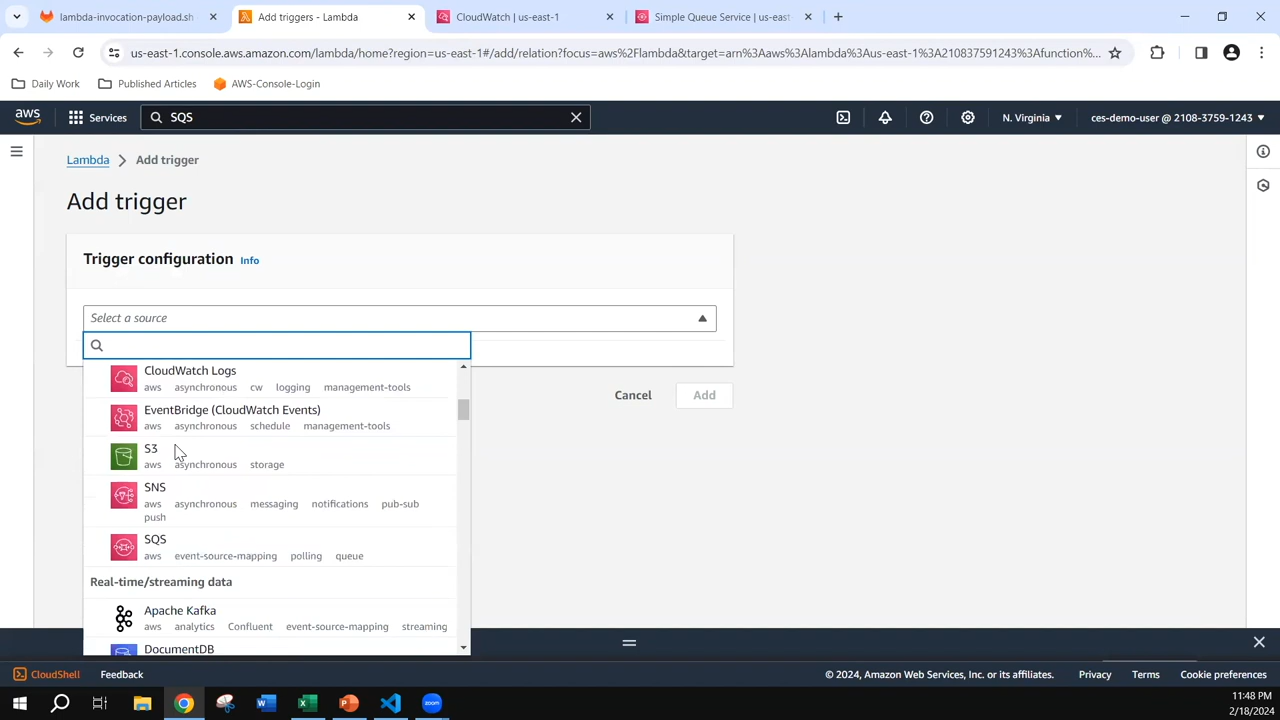 lambda-invocation-payload.sh
Add triggers - Lambda
CloudWatch | us-east-1
Simple Queue Service | us-east
us-east-1.console.aws.amazon.com/lambda/home?region=us-east-1#/add/relation?focus=aws%2Flambda&target=arn%3Aaws%3Alambda%3Aus-east-1%3A210837591243%3Afunction%...
Daily Work
Published Articles
AWS-Console-Login
aws
Services
SQS
N. Virginia
ces-demo-user @ 2108-3759-1243
Lambda
Add trigger
Add trigger
Trigger configuration Info
Select a source
CloudWatch Logs
aws asynchronous cw logging management-tools
EventBridge (CloudWatch Events)
aws asynchronous schedule management-tools
S3
aws asynchronous storage
SNS
aws asynchronous messaging notifications pub-sub
push
SQS
aws event-source-mapping polling queue
Real-time/streaming data
Apache Kafka
aws analytics Confluent event-source-mapping streaming
DocumentDB
Cancel
Add
CloudShell
Feedback
© 2024, Amazon Web Services, Inc. or its affiliates.
Privacy
Terms
Cookie preferences
zoom
11:48 PM
2/18/2024